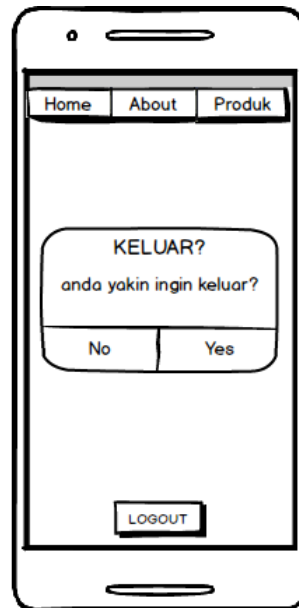 Home About Produk
KELUAR?
anda yakin ingin keluar?
No Yes
LOGOUT